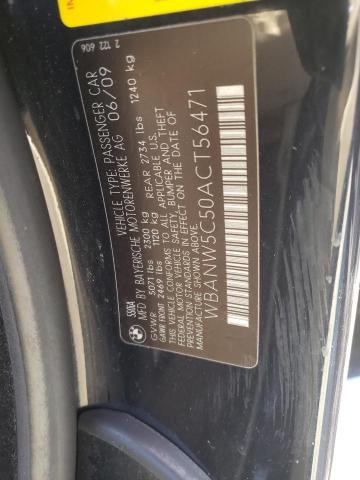 2 122 606
550iA
VEHICLE TYPE: PASSENGER CAR
BY BAYERISCHE MOTORENWERKE AG 06/09
GVWR 5071 lbs 2300 kg
GAWR FRONT 2469 lbs 1120 kg REAR 2734 lbs 1240 kg
THIS VEHICLE CONFORMS TO ALL APPLICABLE U.S.
FEDERAL MOTOR VEHICLE SAFETY, BUMPER AND THEFT
PREVENTION STANDARDS IN EFFECT ON THE
DATE OF MANUFACTURE SHOWN ABOVE.
WBANW5C50ACT56471